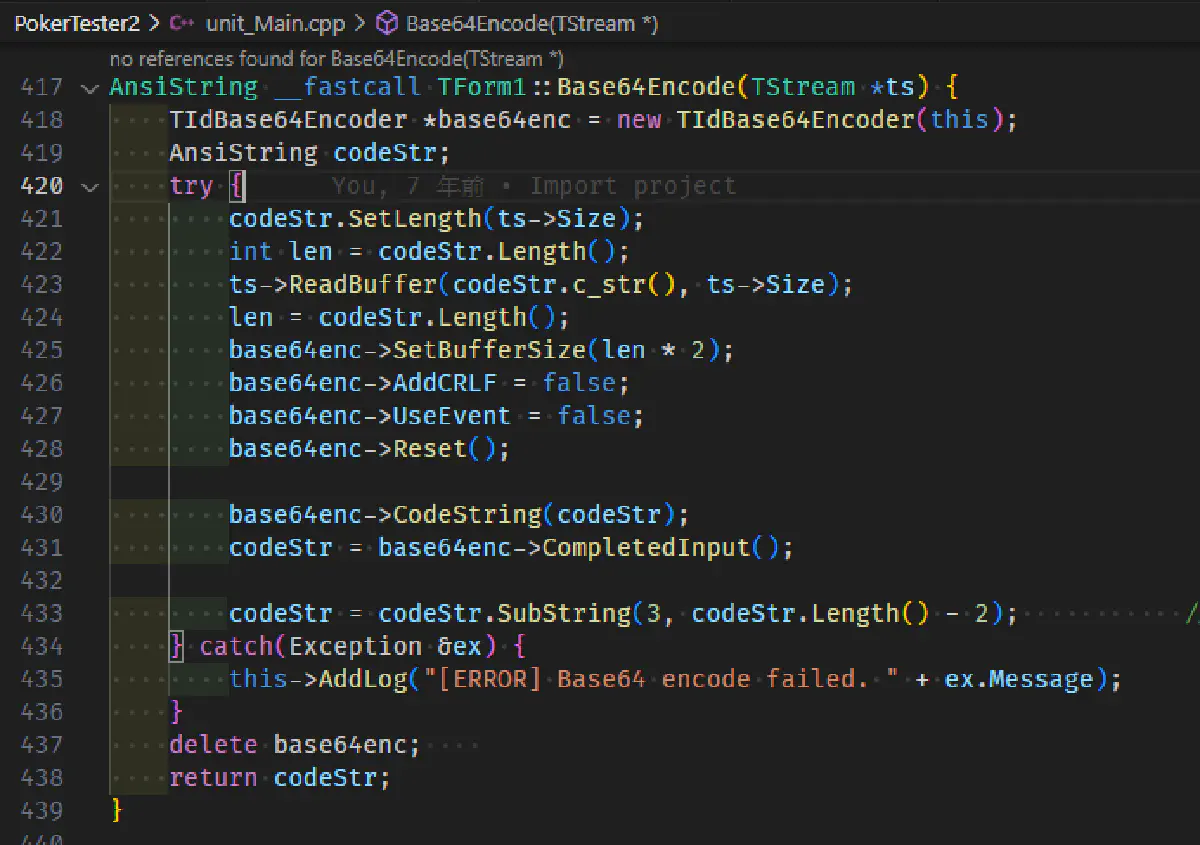 PokerTester2 > C++ unit_Main.cpp > Base64Encode(TStream *)
no references found for Base64Encode(TStream *)
417 AnsiString __fastcall TForm1::Base64Encode(TStream *ts) {
418 TIdBase64Encoder *base64enc = new TIdBase64Encoder(this);
419 AnsiString codeStr;
420 try { You, 7 年前 • Import project
421 codeStr.SetLength(ts->Size);
422 int len = codeStr.Length();
423 ts->ReadBuffer(codeStr.c_str(), ts->Size);
424 len = codeStr.Length();
425 base64enc->SetBufferSize(len * 2);
426 base64enc->AddCRLF = false;
427 base64enc->UseEvent = false;
428 base64enc->Reset();
429
430 base64enc->CodeString(codeStr);
431 codeStr = base64enc->CompletedInput();
432
433 codeStr = codeStr.SubString(3, codeStr.Length() - 2); /
434 } catch(Exception &ex) {
435 this->AddLog("[ERROR] Base64 encode failed. " + ex.Message);
436 }
437 delete base64enc;
438 return codeStr;
439 }
440